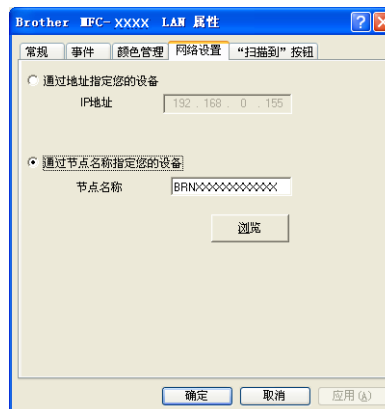 Brother MFC-XXXX LAN 属性
常规 事件 颜色管理 网络设置 “扫描到”按钮
通过地址指定您的设备
IP地址 192 . 168 . 0 . 155
通过节点名称指定您的设备
节点名称 BRNXXXXXXXXXXXX
浏览
确定 取消 应用(A)